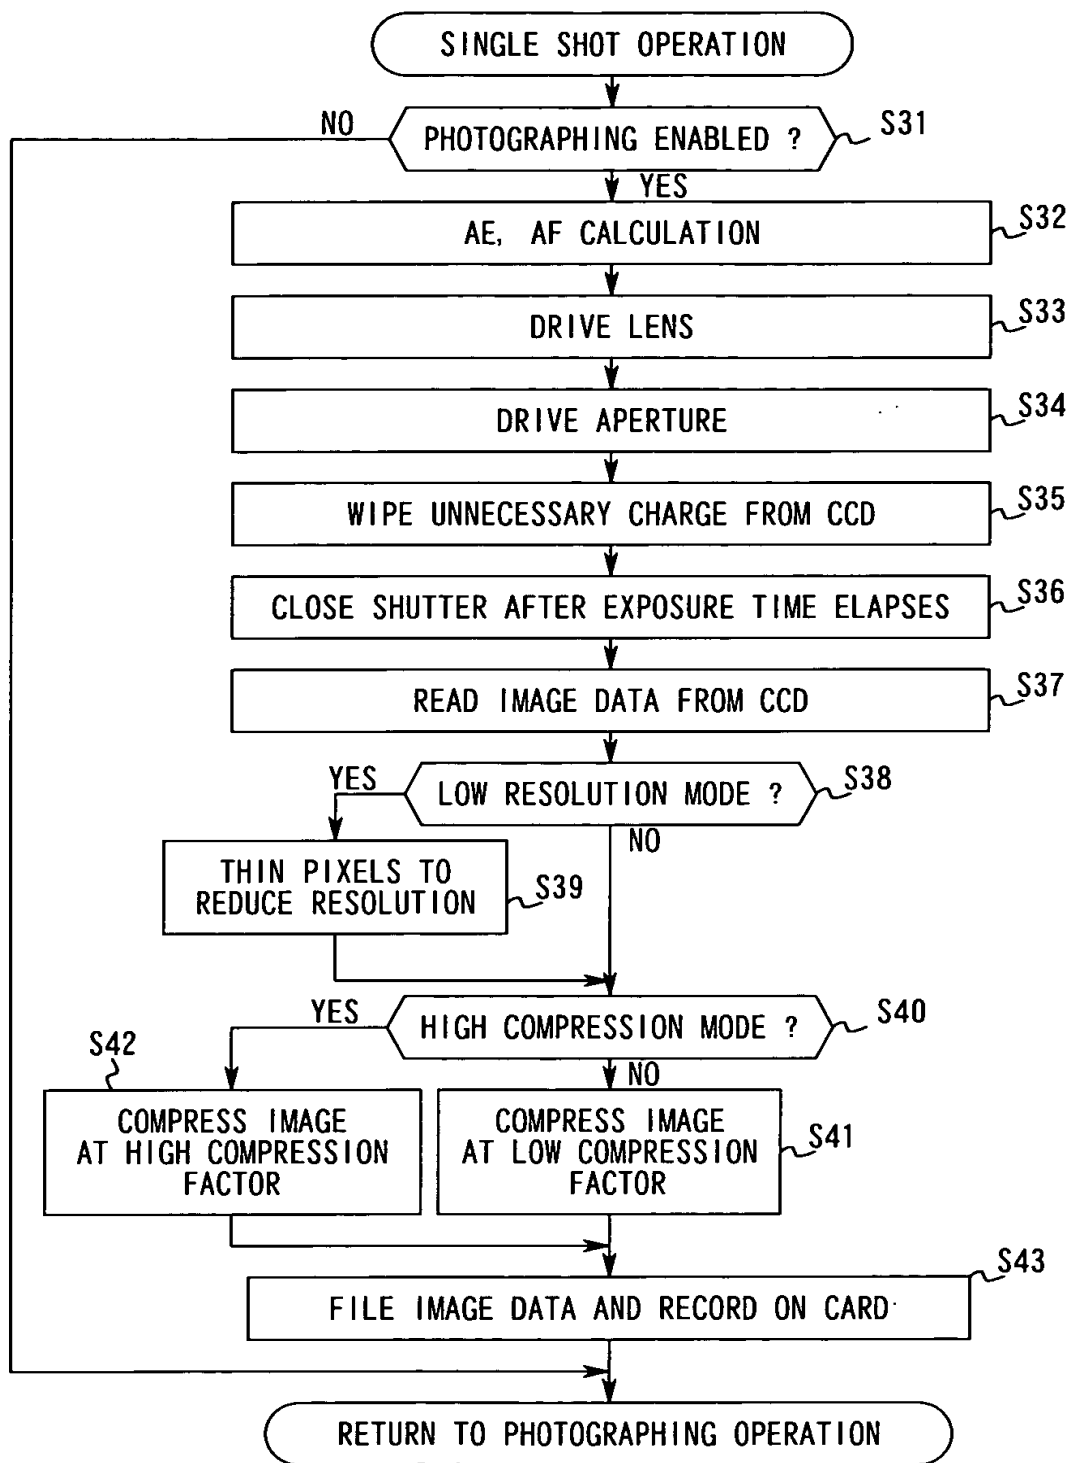 SINGLE SHOT OPERATION
NO
PHOTOGRAPHING ENABLED ?
S31
YES
AE, AF CALCULATION
S32
DRIVE LENS
S33
DRIVE APERTURE
S34
WIPE UNNECESSARY CHARGE FROM CCD
S35
CLOSE SHUTTER AFTER EXPOSURE TIME ELAPSES
S36
READ IMAGE DATA FROM CCD
S37
YES
LOW RESOLUTION MODE ?
S38
NO
THIN PIXELS TO
REDUCE RESOLUTION
S39
YES
HIGH COMPRESSION MODE ?
S40
S42
NO
COMPRESS IMAGE
AT HIGH COMPRESSION
FACTOR
COMPRESS IMAGE
AT LOW COMPRESSION
FACTOR
S41
S43
FILE IMAGE DATA AND RECORD ON CARD
RETURN TO PHOTOGRAPHING OPERATION